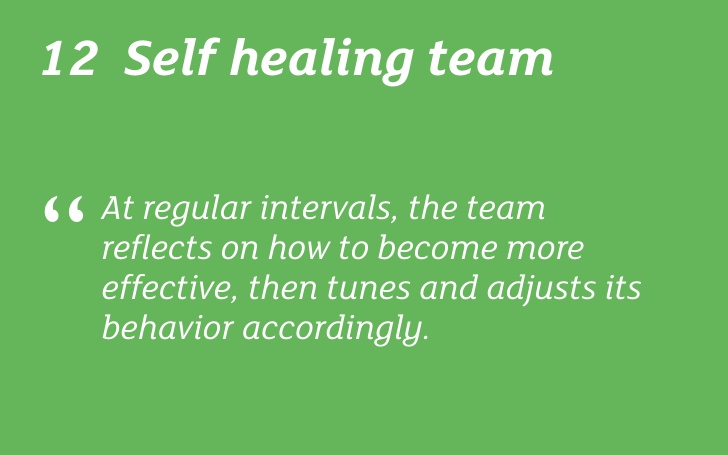 12 Self healing team
“ At regular intervals, the team
reflects on how to become more
effective, then tunes and adjusts its
behavior accordingly.